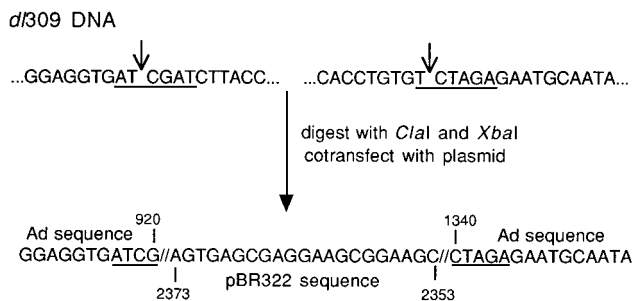 dl309 DNA
...GGAGGTGATCGATCTTACC... ...CACCTGTGTCTAGAGAATGCAATA...
digest with ClaI and XbaI
cotransfect with plasmid
920 1340
Ad sequence Ad sequence
GGAGGTGATCG//AGTGAGCGAGGAAGCGGAAGC//CTAGAGAATGCAATA
pBR322 sequence
2373 2353